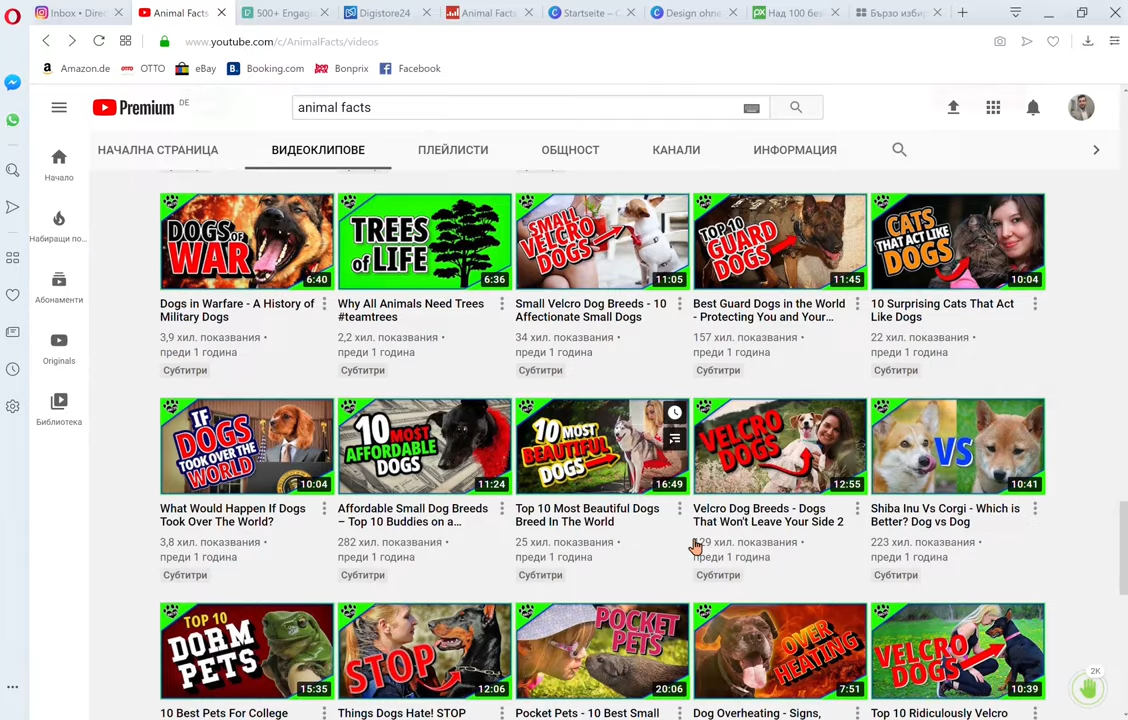 Inbox • Direc
Animal Facts
500+ Engagi
Digistore24
Animal Facts
Startseite – C
Design ohne
Над 100 без
Бързо изби
www.youtube.com/c/AnimalFacts/videos
Amazon.de
OTTO
eBay
Booking.com
Bonprix
Facebook
Premium DE
animal facts
НАЧАЛНА СТРАНИЦА
ВИДЕОКЛИПОВЕ
ПЛЕЙЛИСТИ
ОБЩНОСТ
КАНАЛИ
ИНФОРМАЦИЯ
Начало
Набиращи по...
Абонаменти
Originals
Библиотека
DOGS
of
WAR
6:40
TREES
of LIFE
6:36
SMALL
VELCRO
DOGS
11:05
TOP 10
GUARD
DOGS
11:45
CATS
THAT ACT LIKE
DOGS
10:04
Dogs in Warfare - A History of
Military Dogs
3,9 хил. показвания •
преди 1 година
Субтитри
Why All Animals Need Trees
#teamtrees
2,2 хил. показвания •
преди 1 година
Субтитри
Small Velcro Dog Breeds - 10
Affectionate Small Dogs
34 хил. показвания •
преди 1 година
Субтитри
Best Guard Dogs in the World
- Protecting You and Your...
157 хил. показвания •
преди 1 година
Субтитри
10 Surprising Cats That Act
Like Dogs
22 хил. показвания •
преди 1 година
Субтитри
IF
DOGS
TOOK OVER THE
WORLD
10:04
10 MOST
AFFORDABLE
DOGS
11:24
10 MOST
BEAUTIFUL
DOGS
16:49
VELCRO
DOGS
12:55
VS
10:41
What Would Happen If Dogs
Took Over The World?
3,8 хил. показвания •
преди 1 година
Субтитри
Affordable Small Dog Breeds
– Top 10 Buddies on a...
282 хил. показвания •
преди 1 година
Субтитри
Top 10 Most Beautiful Dogs
Breed In The World
25 хил. показвания •
преди 1 година
Субтитри
Velcro Dog Breeds - Dogs
That Won't Leave Your Side 2
хил. показвания •
преди 1 година
Субтитри
Shiba Inu Vs Corgi - Which is
Better? Dog vs Dog
223 хил. показвания •
преди 1 година
Субтитри
TOP 10
DORM
PETS
15:35
STOP
12:06
POCKET
PETS
20:06
OVER
HEATING
7:51
VELCRO
DOGS
10:39
10 Best Pets For College
Things Dogs Hate! STOP
Pocket Pets - 10 Best Small
Dog Overheating - Signs,
Top 10 Ridiculously Velcro
2K